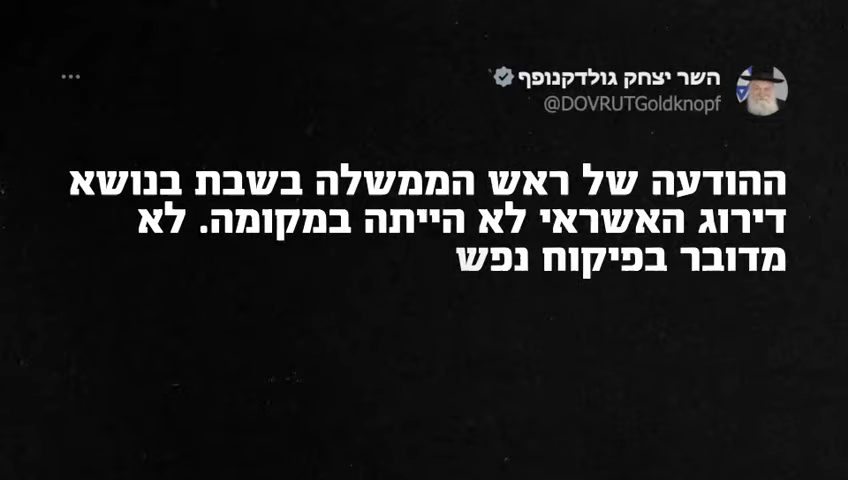 השר יצחק גולדקנופף
@DOVRUTGoldknopf
ההודעה של ראש הממשלה בשבת בנושא
דירוג האשראי לא הייתה במקומה. לא
מדובר בפיקוח נפש